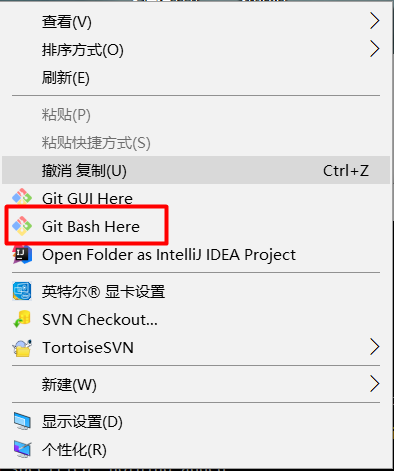 查看(V)
排序方式(O)
刷新(E)
粘贴(P)
粘贴快捷方式(S)
撤消 复制(U) Ctrl+Z
Git GUI Here
Git Bash Here
Open Folder as IntelliJ IDEA Project
英特尔® 显卡设置
SVN Checkout...
TortoiseSVN
新建(W)
显示设置(D)
个性化(R)